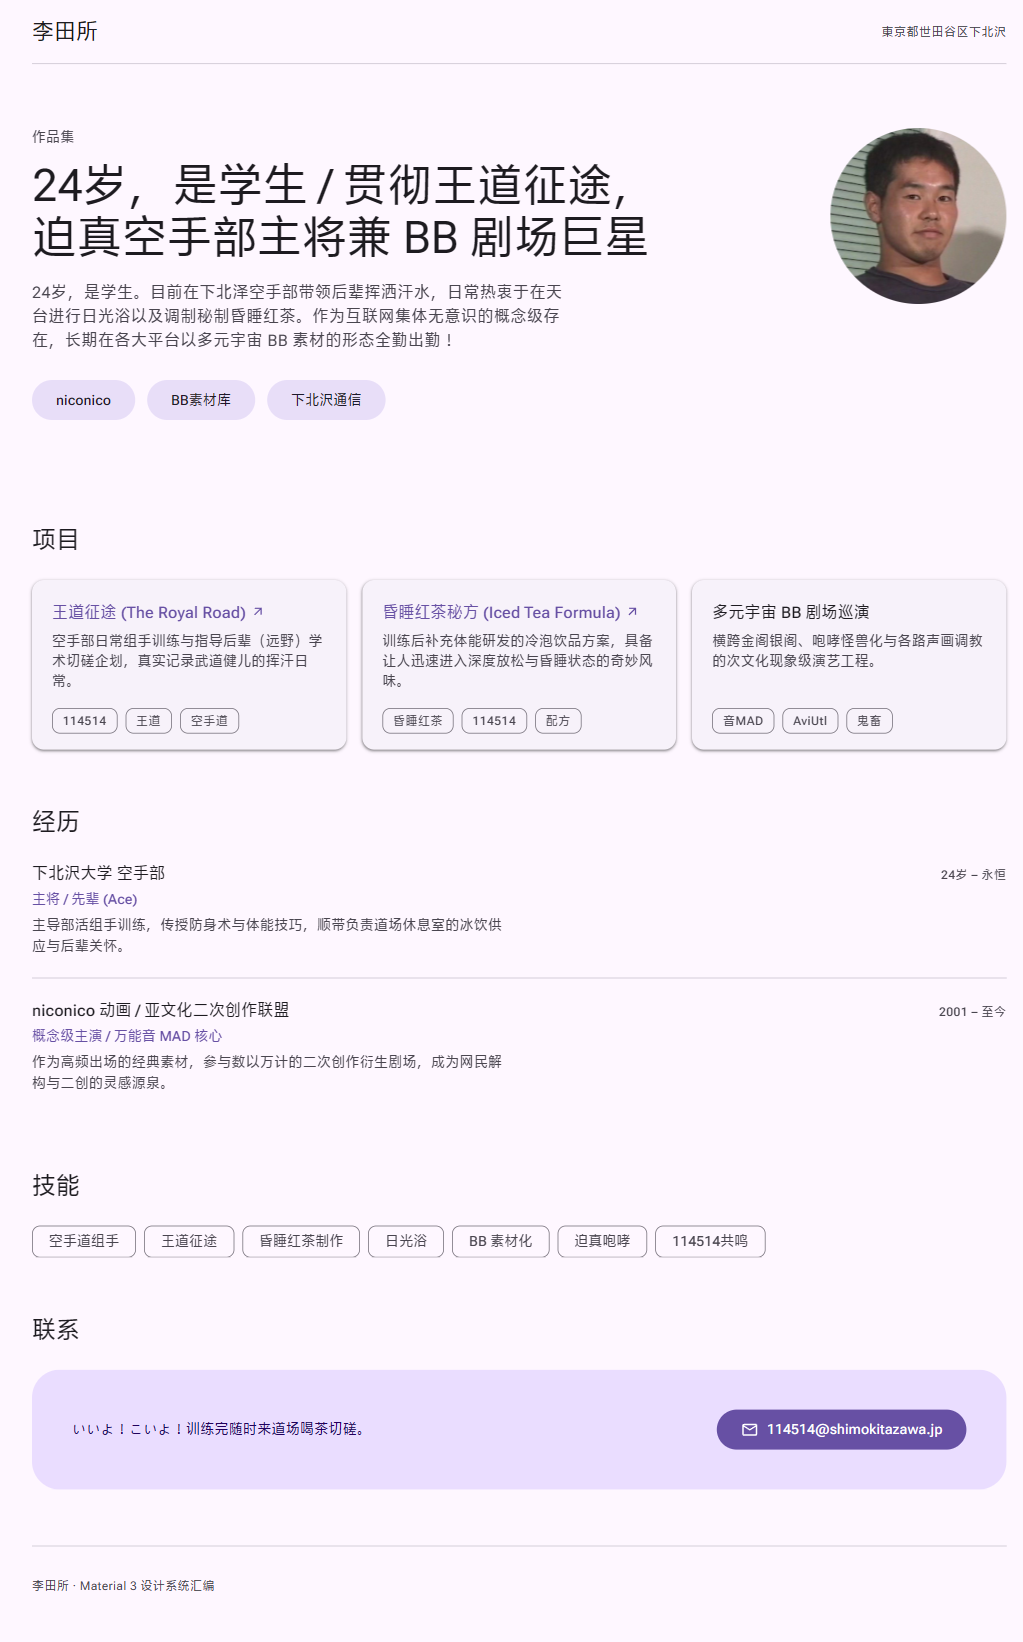 李田所
東京都世田谷区下北沢
作品集
24岁，是学生 / 贯彻王道征途，
迫真空手部主将兼 BB 剧场巨星
24岁，是学生。目前在下北泽空手部带领后辈挥洒汗水，日常热衷于在天
台进行日光浴以及调制秘制昏睡红茶。作为互联网集体无意识的概念级存
在，长期在各大平台以多元宇宙 BB 素材的形态全勤出勤！
niconico
BB素材库
下北沢通信
项目
王道征途 (The Royal Road)
空手部日常组手训练与指导后辈（远野）学
术切磋企划，真实记录武道健儿的挥汗日
常。
114514
王道
空手道
昏睡红茶秘方 (Iced Tea Formula)
训练后补充体能研发的冷泡饮品方案，具备
让人迅速进入深度放松与昏睡状态的奇妙风
味。
昏睡红茶
114514
配方
多元宇宙 BB 剧场巡演
横跨金阁银阁、咆哮怪兽化与各路声画调教
的次文化现象级演艺工程。
音MAD
AviUtl
鬼畜
经历
下北沢大学 空手部
24岁 – 永恒
主将 / 先辈 (Ace)
主导部活组手训练，传授防身术与体能技巧，顺带负责道场休息室的冰饮供
应与后辈关怀。
niconico 动画 / 亚文化二次创作联盟
2001 – 至今
概念级主演 / 万能音 MAD 核心
作为高频出场的经典素材，参与数以万计的二次创作衍生剧场，成为网民解
构与二创的灵感源泉。
技能
空手道组手
王道征途
昏睡红茶制作
日光浴
BB 素材化
迫真咆哮
114514共鸣
联系
いいよ！こいよ！训练完随时来道场喝茶切磋。
114514@shimokitazawa.jp
李田所 · Material 3 设计系统汇编